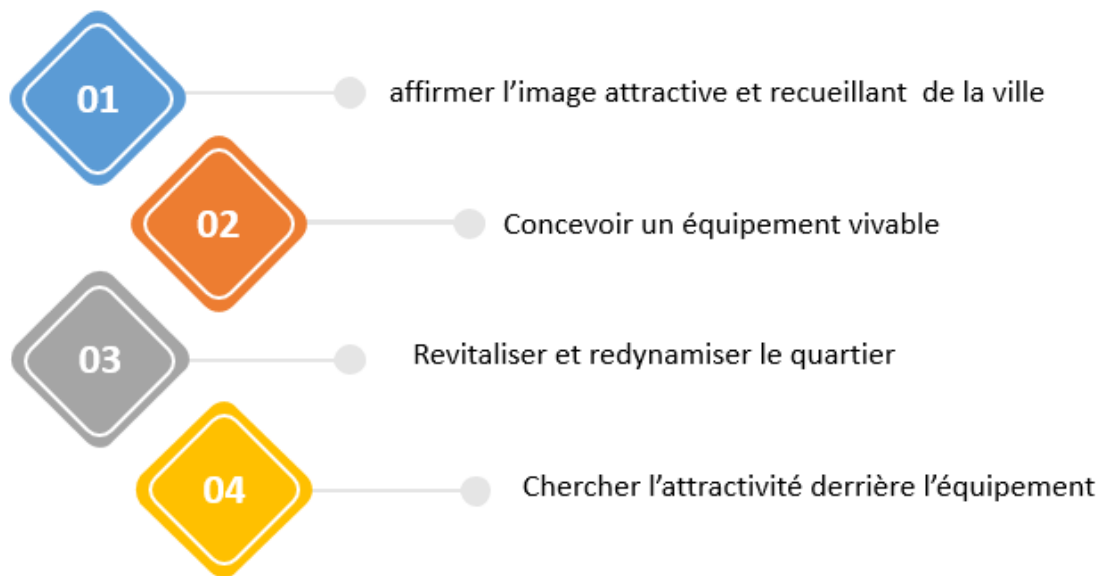 01
affirmer l’image attractive et recueillant  de la ville
02
Concevoir un équipement vivable
03
Revitaliser et redynamiser le quartier
04
Chercher l’attractivité derrière l’équipement